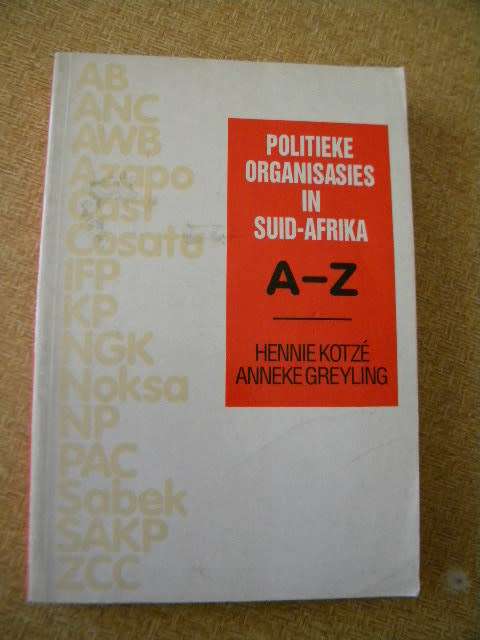 AB
ANC
AWB
Azapo
Cast
Cosatu
IFP
KP
NGK
Noksa
NP
PAC
Sabek
SAKP
ZCC
POLITIEKE
ORGANISASIES
IN
SUID-AFRIKA
A–Z
HENNIE KOTZÉ
ANNEKE GREYLING